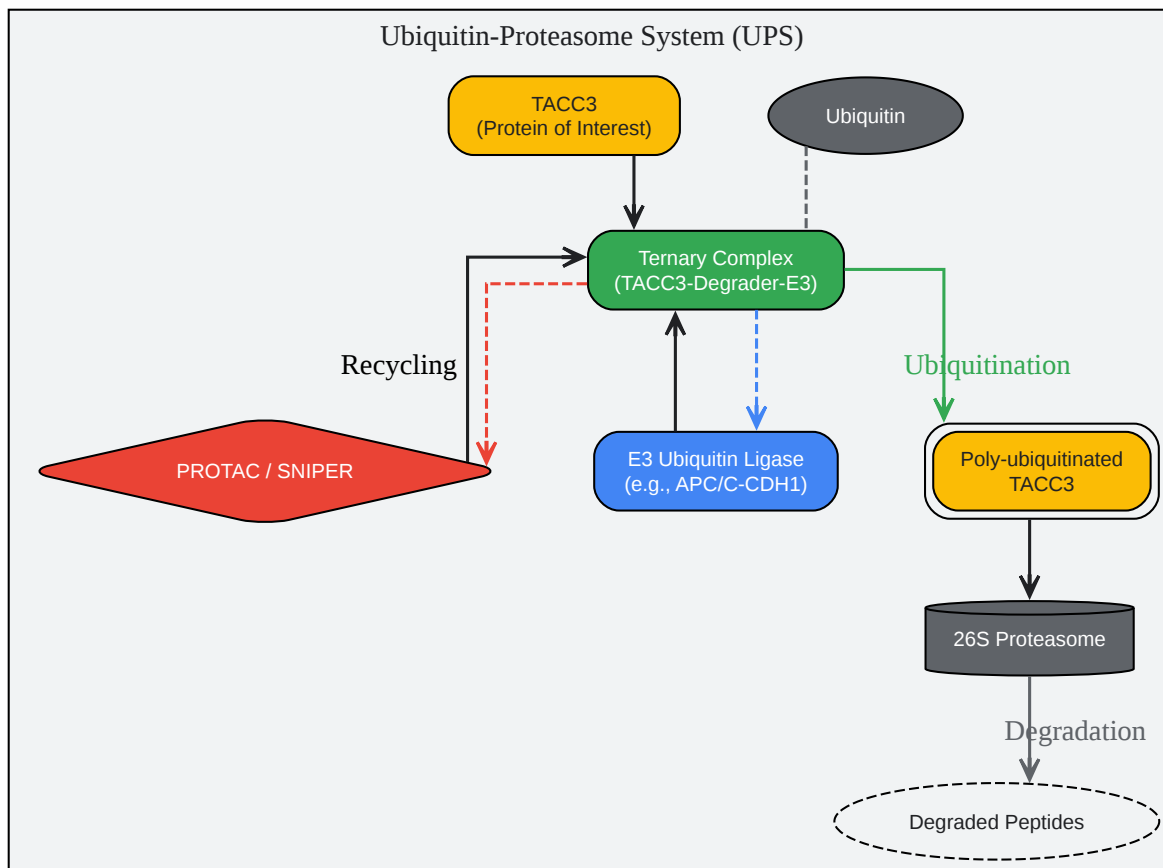 Ubiquitin-Proteasome System (UPS)
TACC3
(Protein of Interest)
Ubiquitin
Ternary Complex
(TACC3-Degrader-E3)
Recycling
Ubiquitination
PROTAC / SNIPER
E3 Ubiquitin Ligase
(e.g., APC/C-CDH1)
Poly-ubiquitinated
TACC3
26S Proteasome
Degradation
Degraded Peptides